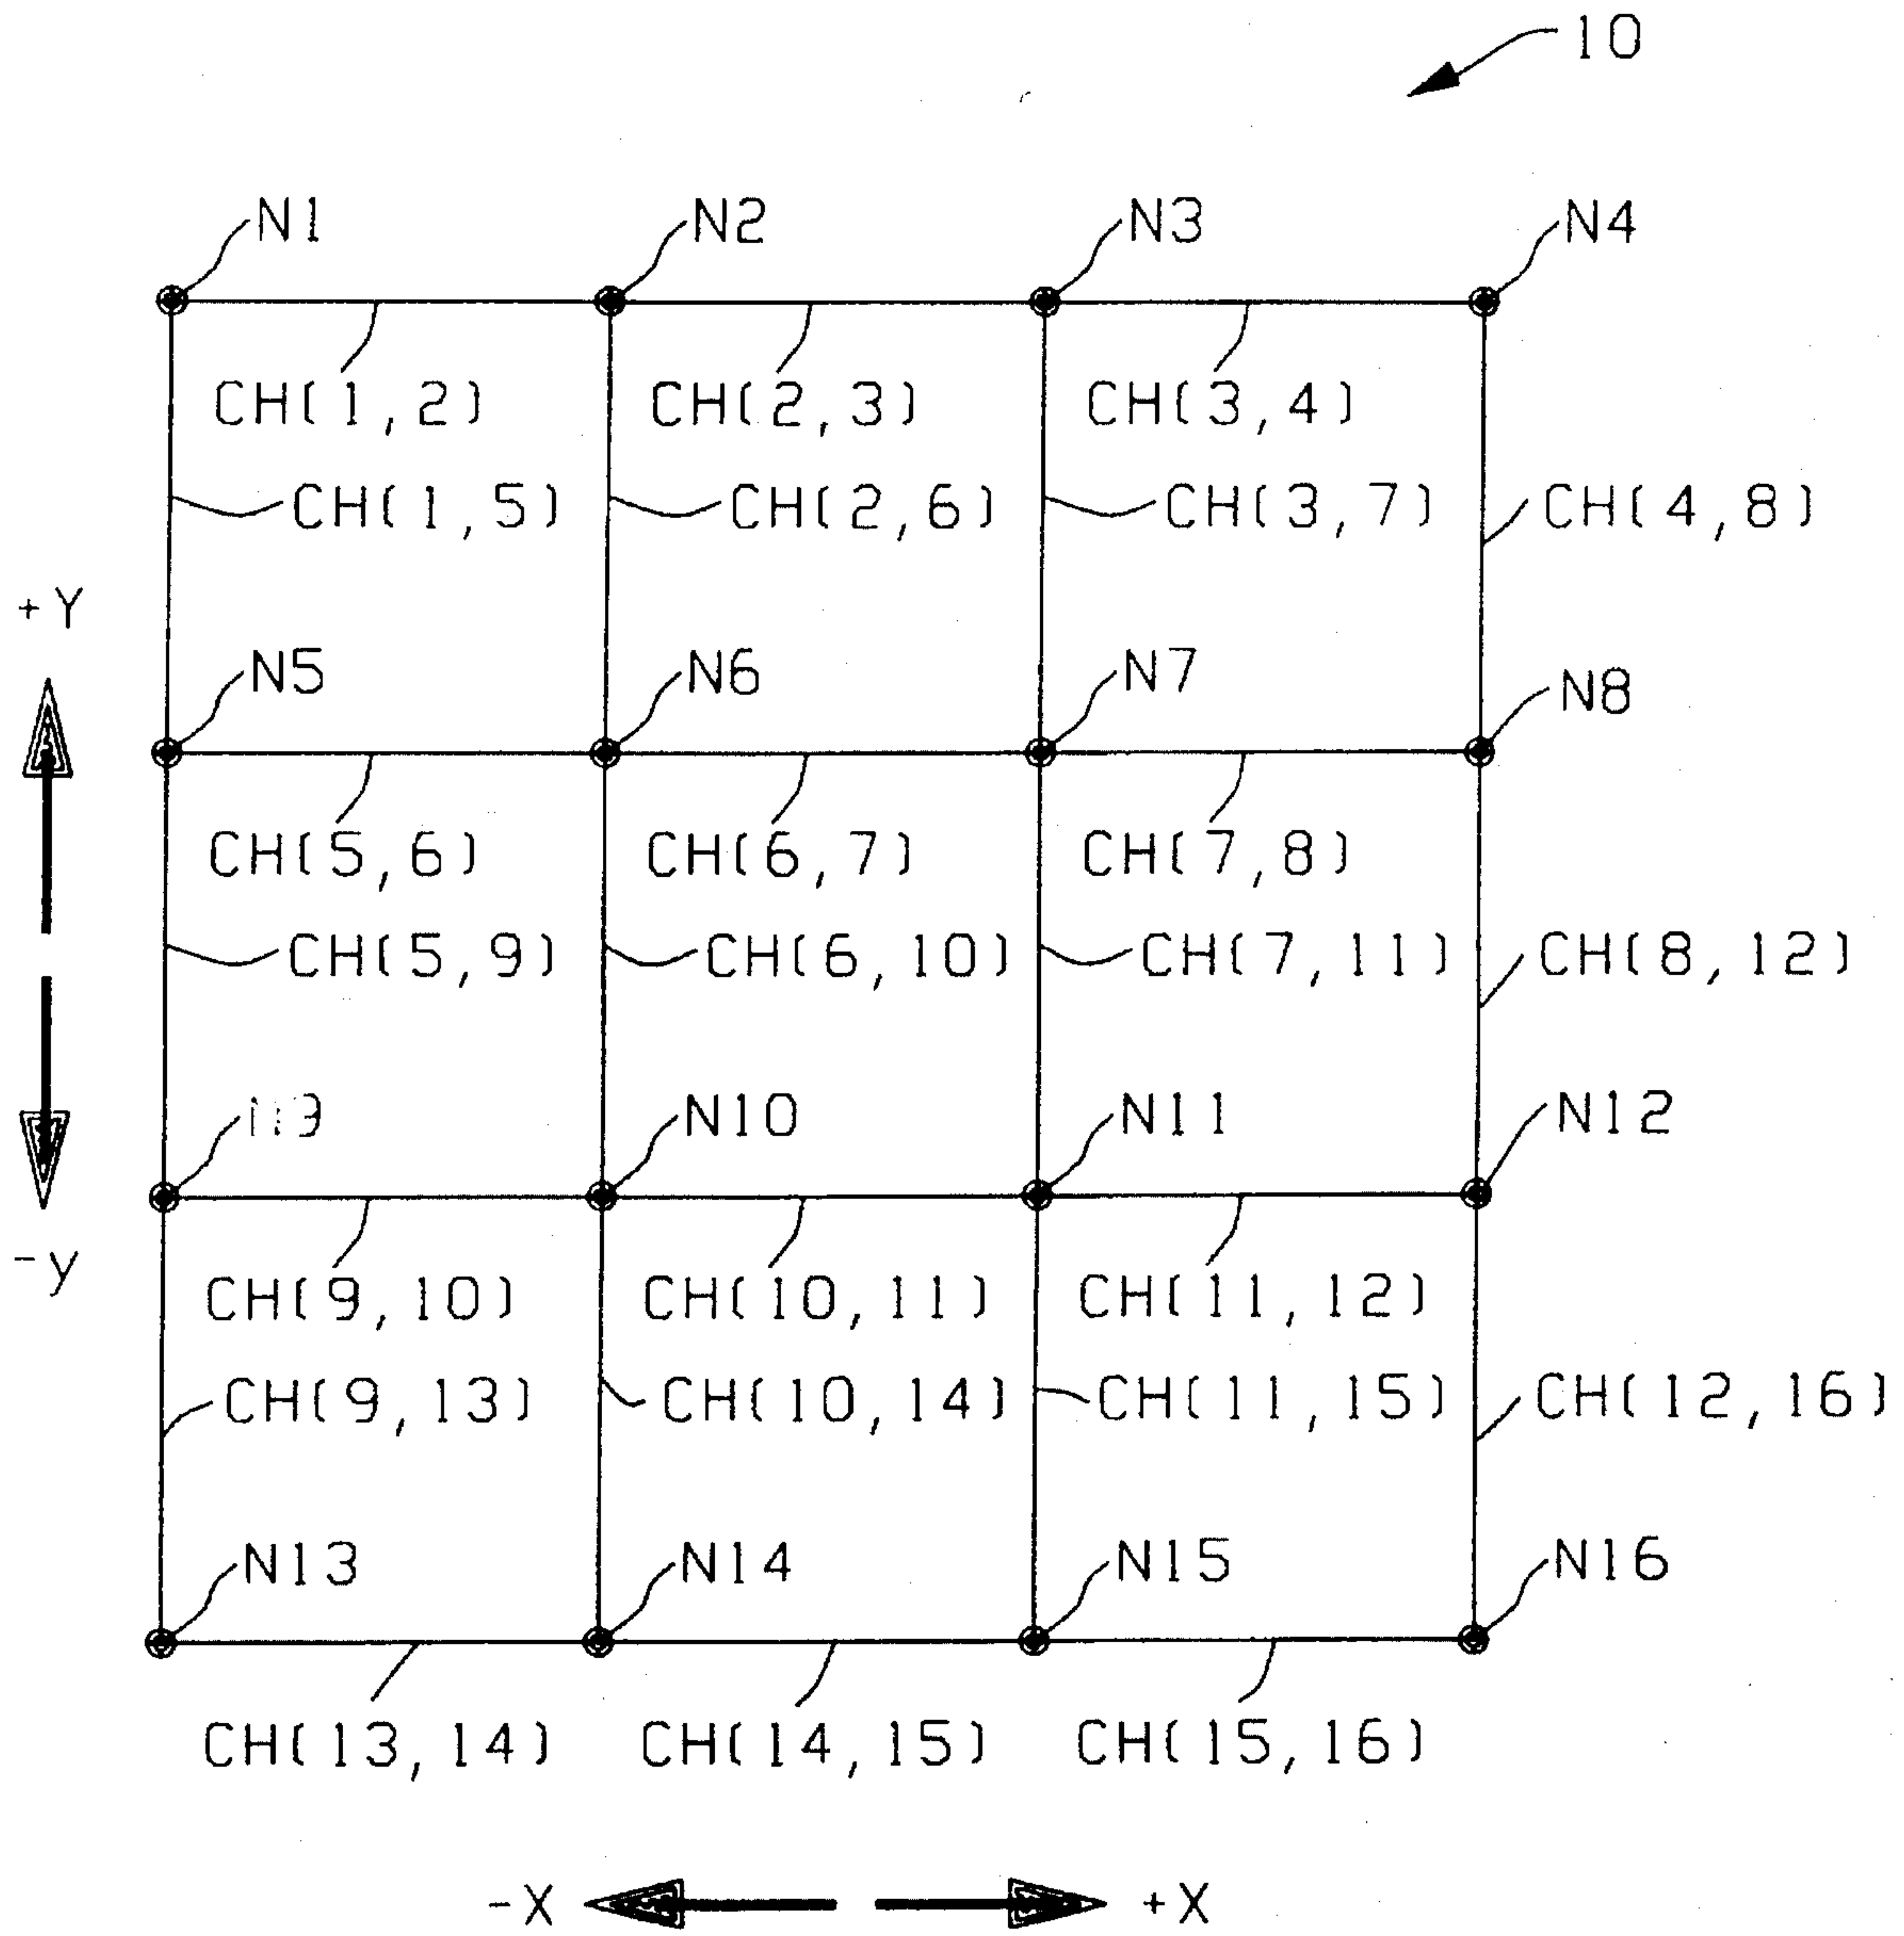 10
N1 N2 N3 N4
CH(1,2) CH(2,3) CH(3,4)
CH(1,5) CH(2,6) CH(3,7) CH(4,8)
+Y
N5 N6 N7 N8
CH(5,6) CH(6,7) CH(7,8)
CH(5,9) CH(6,10) CH(7,11) CH(8,12)
N10 N11 N12
-y
CH(9,10) CH(10,11) CH(11,12)
CH(9,13) CH(10,14) CH(11,15) CH(12,16)
N13 N14 N15 N16
CH(13,14) CH(14,15) CH(15,16)
-X +X